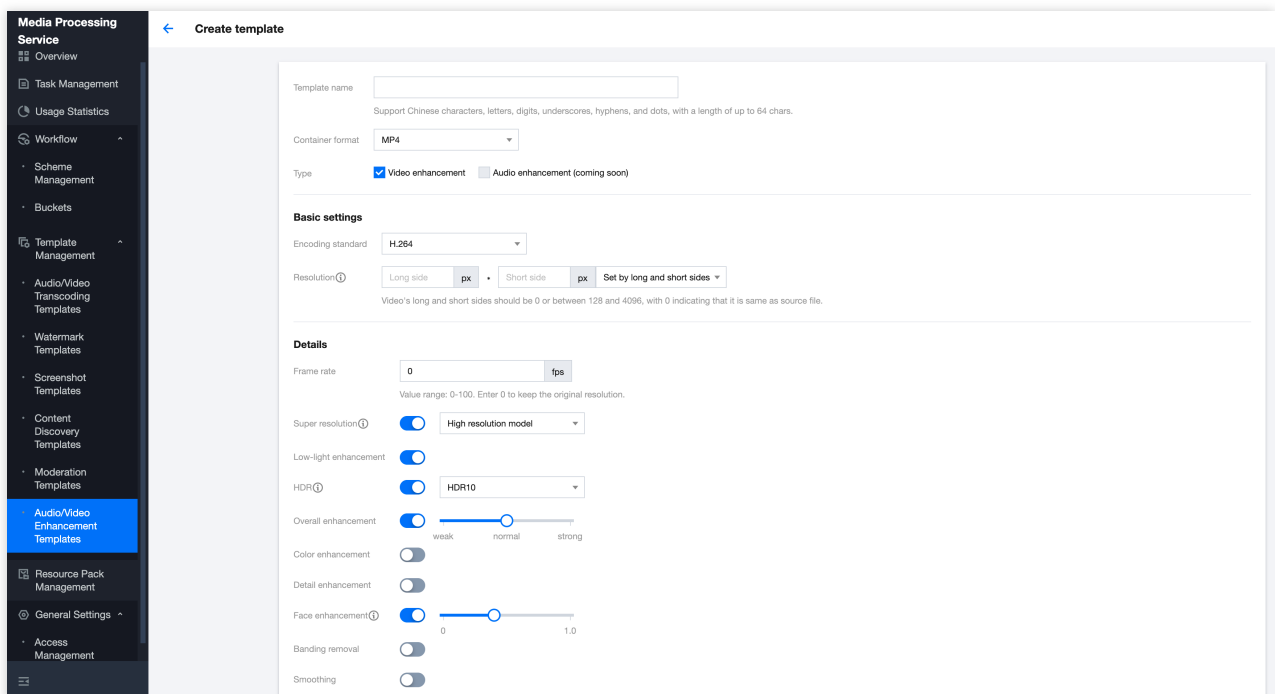 Media Processing
Service
Overview
Task Management
Usage Statistics
Workflow
Scheme
Management
Buckets
Template
Management
Audio/Video
Transcoding
Templates
Watermark
Templates
Screenshot
Templates
Content
Discovery
Templates
Moderation
Templates
Audio/Video
Enhancement
Templates
Resource Pack
Management
General Settings
Access
Management
Create template
Template name
Support Chinese characters, letters, digits, underscores, hyphens, and dots, with a length of up to 64 chars.
Container format MP4
Type Video enhancement Audio enhancement (coming soon)
Basic settings
Encoding standard H.264
Resolution Long side px • Short side px Set by long and short sides
Video's long and short sides should be 0 or between 128 and 4096, with 0 indicating that it is same as source file.
Details
Frame rate 0 fps
Value range: 0-100. Enter 0 to keep the original resolution.
Super resolution High resolution model
Low-light enhancement
HDR HDR10
Overall enhancement
weak normal strong
Color enhancement
Detail enhancement
Face enhancement
0 1.0
Banding removal
Smoothing